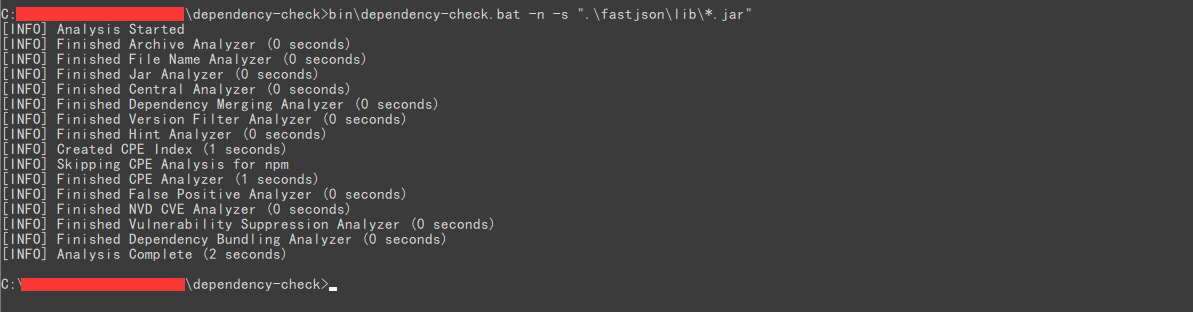 C:\dependency-check>bin\dependency-check.bat -n -s ".\fastjson\lib\*.jar"
[INFO] Analysis Started
[INFO] Finished Archive Analyzer (0 seconds)
[INFO] Finished File Name Analyzer (0 seconds)
[INFO] Finished Jar Analyzer (0 seconds)
[INFO] Finished Central Analyzer (0 seconds)
[INFO] Finished Dependency Merging Analyzer (0 seconds)
[INFO] Finished Version Filter Analyzer (0 seconds)
[INFO] Finished Hint Analyzer (0 seconds)
[INFO] Created CPE Index (1 seconds)
[INFO] Skipping CPE Analysis for npm
[INFO] Finished CPE Analyzer (1 seconds)
[INFO] Finished False Positive Analyzer (0 seconds)
[INFO] Finished NVD CVE Analyzer (0 seconds)
[INFO] Finished Vulnerability Suppression Analyzer (0 seconds)
[INFO] Finished Dependency Bundling Analyzer (0 seconds)
[INFO] Analysis Complete (2 seconds)
C:\\dependency-check>